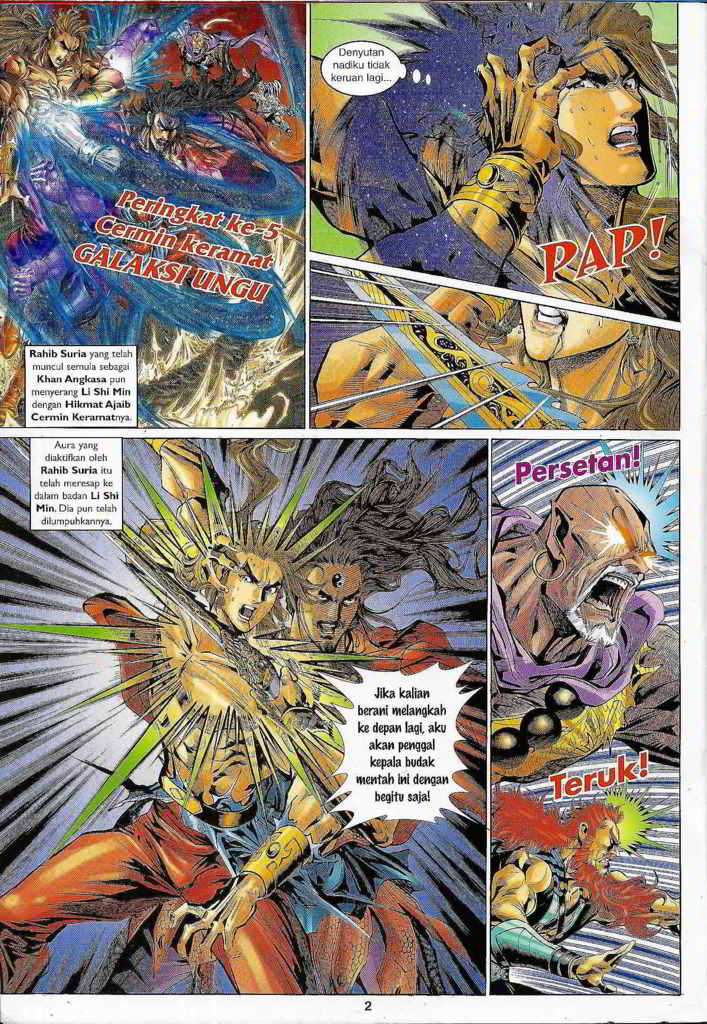 Peringkat ke-5
Cermin keramat
GALAKSI UNGU
Rahib Suria yang telah
muncul semula sebagai
Khan Angkasa pun
menyerang Li Shi Min
dengan Hikmat Ajaib
Cermin Keramatnya.
Denyutan
nadiku tidak
keruan lagi...
PAP!
Aura yang
diaktifkan oleh
Rahib Suria itu
telah meresap ke
dalam badan Li Shi
Min. Dia pun telah
dilumpuhkannya.
Jika kalian
berani melangkah
ke depan lagi, aku
akan penggal
kepala budak
mentah ini dengan
begitu saja!
Persetan!
Teruk!
2